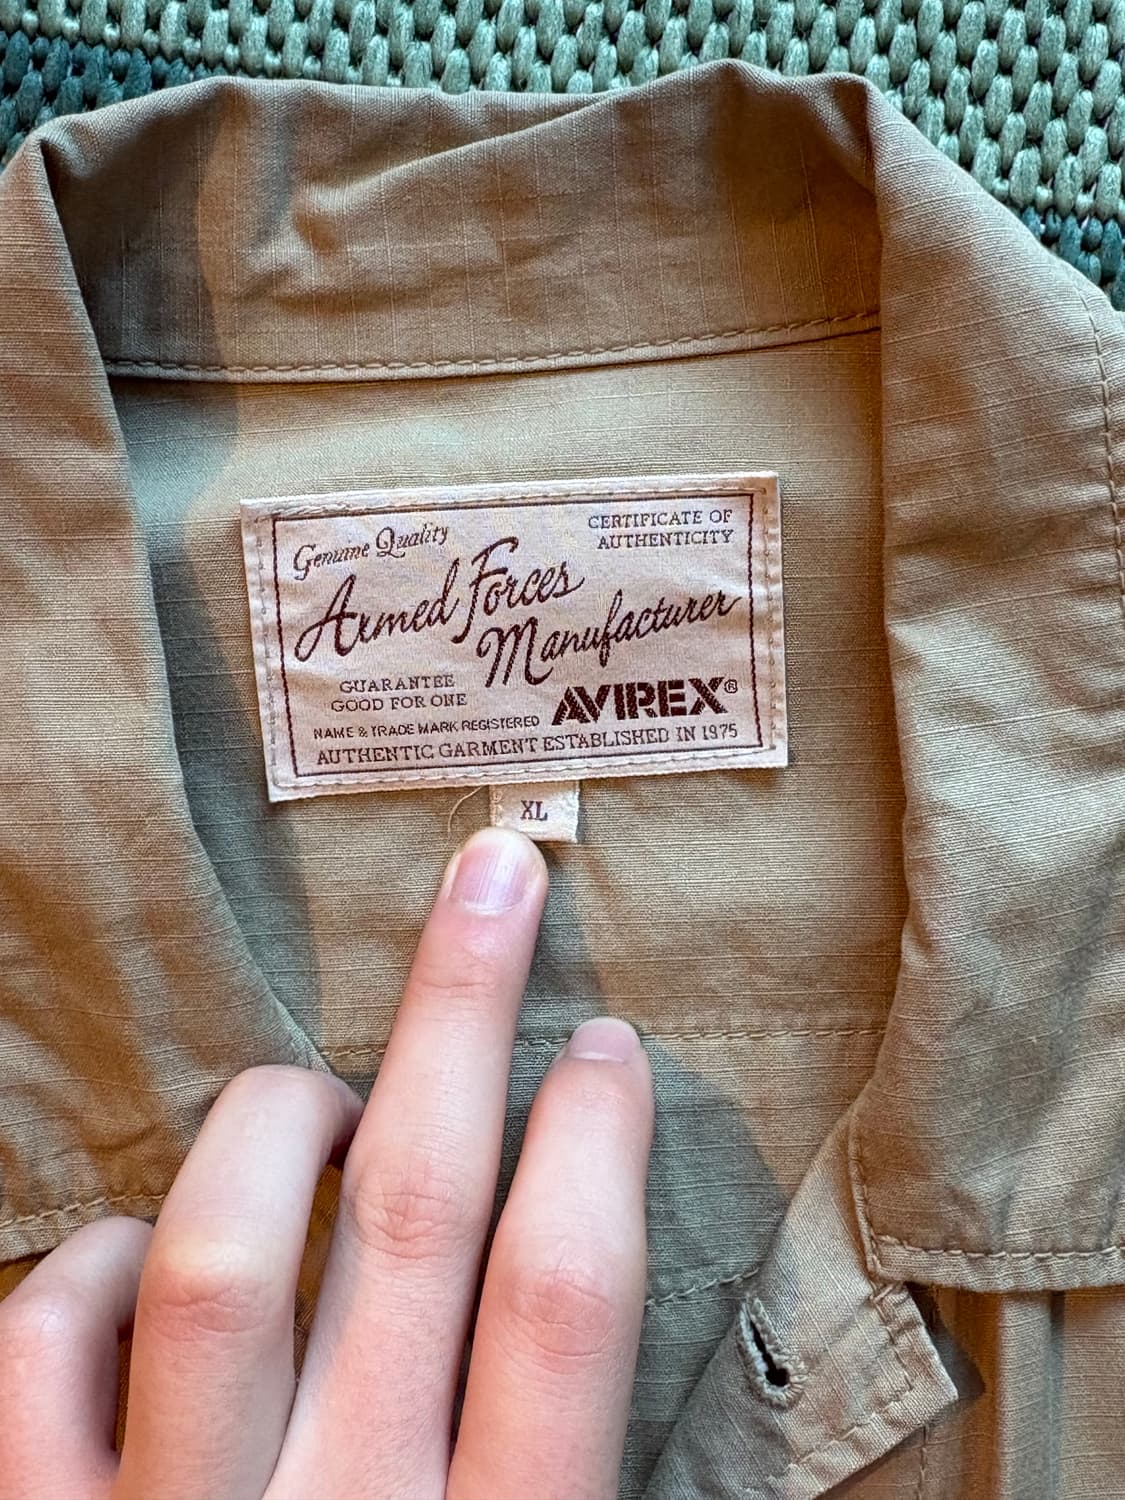 Genuine Quality
CERTIFICATE OF
AUTHENTICITY
Armed Forces
Manufacturer
GUARANTEE
GOOD FOR ONE
AVIREX®
NAME & TRADE MARK REGISTERED
AUTHENTIC GARMENT ESTABLISHED IN 1975
XL